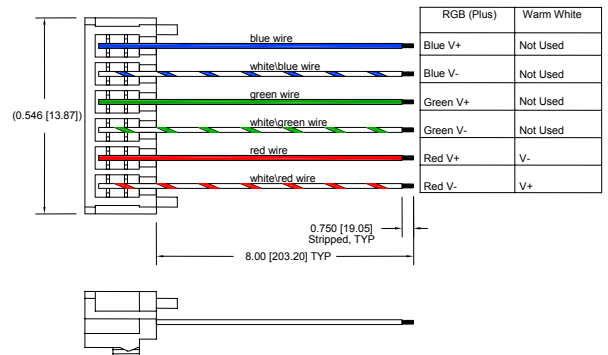 RGB (Plus) Warm White
blue wire
Blue V+ Not Used
white\blue wire
Blue V- Not Used
green wire
Green V+ Not Used
(0.546 [13.87])
white\green wire
Green V- Not Used
red wire
Red V+ V-
white\red wire
Red V- V+
0.750 [19.05]
Stripped, TYP
8.00 [203.20] TYP